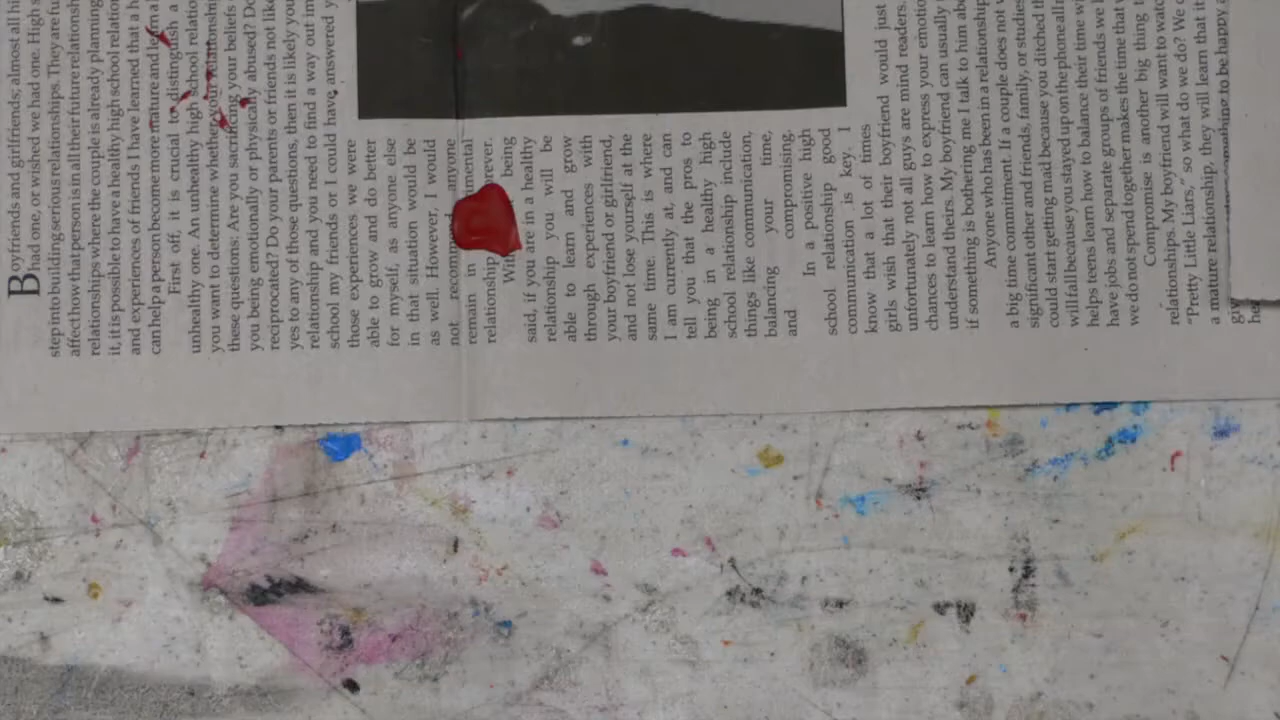 Boyfriends and girlfriends; almost all hi
had one, or wished we had one. High s
step into building serious relationships. They are fu
affect how that person is in all their future relationsh
relationships where the couple is already planning
it, it is possible to have a healthy high school relation
and experiences of friends I have learned that a h
can help a person become more mature and
First off, it is crucial to distinguish a
unhealthy one. An unhealthy high school relatio
you want to determine whether your relationship
these questions: Are you sacrificing your beliefs
you being emotionally or physically abused? Do
reciprocated? Do your parents or friends not like
yes to any of those questions, then it is likely you
relationship and you need to find a way out im
school my friends or I could have answered y
those experiences we were
able to grow and do better
for myself, as anyone else
in that situation would be
as well. However, I would
not recommend anyone
remain in
relationship
being
said, if you are in a healthy
relationship you will be
able to learn and grow
through experiences with
your boyfriend or girlfriend,
and not lose yourself at the
same time. This is where
I am currently at, and can
tell you that the pros to
being in a healthy high
school relationship include
things like communication,
balancing your time,
and compromising.
In a positive high
school relationship good
communication is key. I
know that a lot of times
girls wish that their boyfriend would just
unfortunately not all guys are mind readers.
chances to learn how to express your emotio
understand theirs. My boyfriend can usually
if something is bothering me I talk to him abo
Anyone who has been in a relationship
a big time commitment. If a couple does not
significant other and friends, family, or studies
could start getting mad because you ditched th
will fall because you stayed up on the phone all
helps teens learn how to balance their time wi
have jobs and separate groups of friends we
we do not spend together makes the time that
Compromise is another big thing
relationships. My boyfriend will want to watc
"Pretty Little Liars," so what do we do? We c
a mature relationship, they will learn that it
to be happy